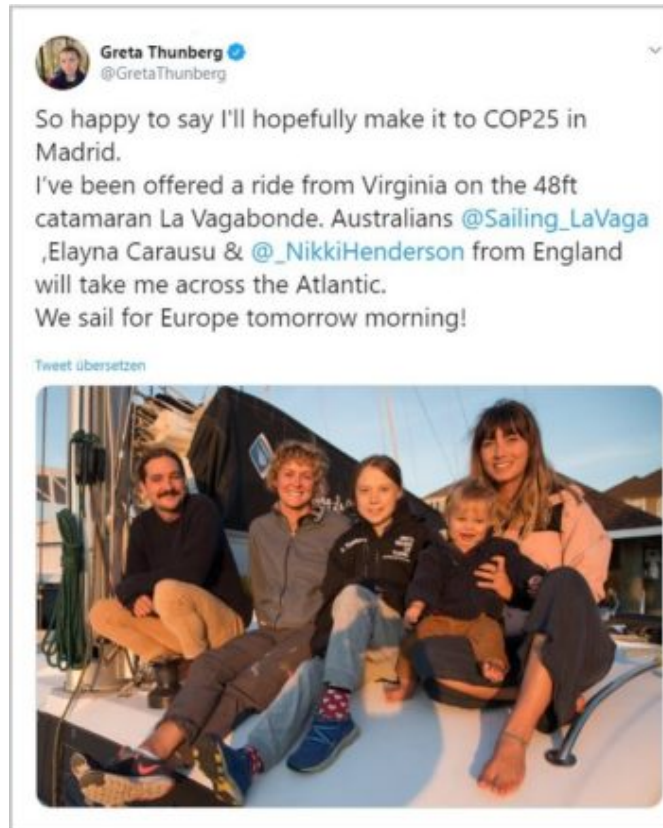 Greta Thunberg
@GretaThunberg
So happy to say I'll hopefully make it to COP25 in
Madrid.
I've been offered a ride from Virginia on the 48ft
catamaran La Vagabonde. Australians @Sailing_LaVaga
,Elayna Carausu & @_NikkiHenderson from England
will take me across the Atlantic.
We sail for Europe tomorrow morning!
Tweet übersetzen